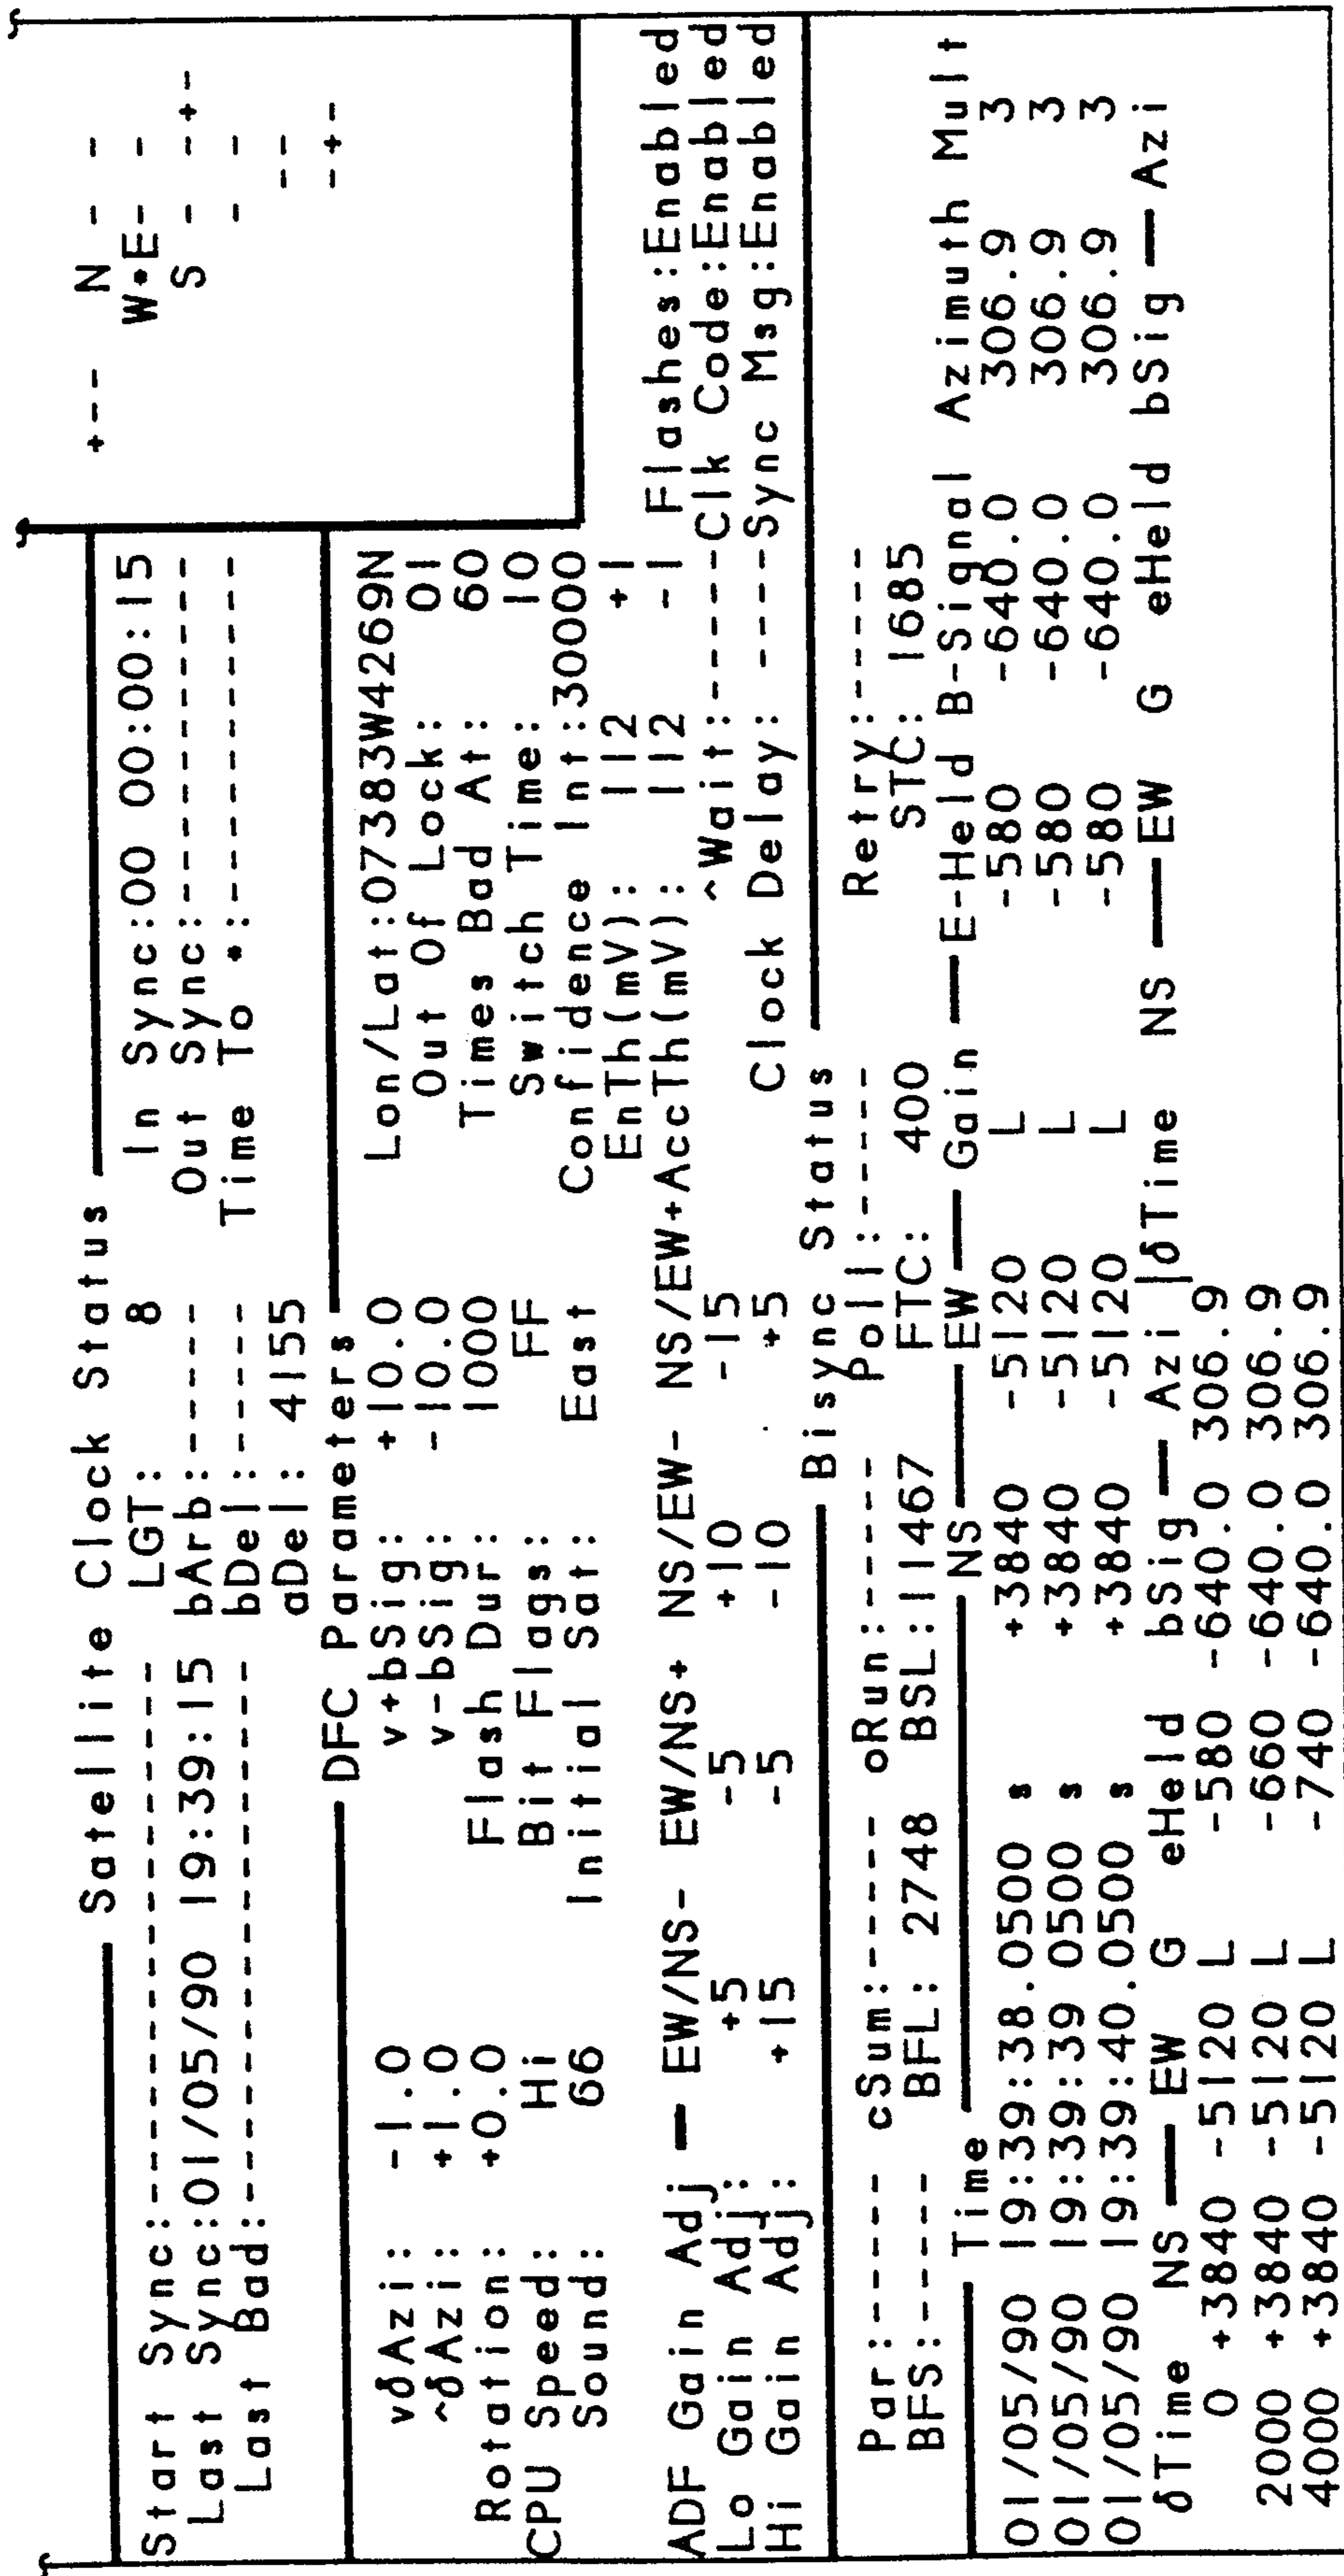 Satellite Clock Status
Start Sync:----------------- LGT: 8 In Sync:00 00:00:15
Last Sync:01/05/90 19:39:15 bArb:----- Out Sync:-----------
Last Bad:----------------- bDel:----- Time To *:-----------
aDel: 4155
+-- N - -
W*E- -
S - -+-
- -
--
-+-
DFC Parameters
vδAzi: -1.0 v+bSig: +10.0 Lon/Lat:07383W4269N
^δAzi: +1.0 v-bSig: -10.0 Out Of Lock: 01
Rotation: +0.0 Flash Dur: 1000 Times Bad At: 60
CPU Speed: Hi Bit Flags: FF Switch Time: 10
Sound: 66 Initial Sat: East Confidence Int:30000
EnTh(mV): 112 +1
ADF Gain Adj — EW/NS- EW/NS+ NS/EW- NS/EW+AccTh(mV): 112 -1 Flashes:Enabled
Lo Gain Adj: +5 -5 +10 -15 ^Wait:-----Clk Code:Enabled
Hi Gain Adj: +15 -5 -10 +5 Clock Delay: ----Sync Msg:Enabled
Bisync Status
Par:----- cSum:----- oRun:----- Poll:----- Retry:-----
BFS:----- BFL: 2748 BSL:11467 FTC: 400 STC: 1685
Time NS EW Gain E-Held B-Signal Azimuth Mult
01/05/90 19:39:38.0500 s +3840 -5120 L -580 -640.0 306.9 3
01/05/90 19:39:39 0500 s +3840 -5120 L -580 -640.0 306.9 3
01/05/90 19:39:40.0500 s +3840 -5120 L -580 -640.0 306.9 3
δTime NS — EW G eHeld bSig — Azi |δTime NS — EW G eHeld bSig — Azi
0 +3840 -5120 L -580 -640.0 306.9
2000 +3840 -5120 L -660 -640.0 306.9
4000 +3840 -5120 L -740 -640.0 306.9